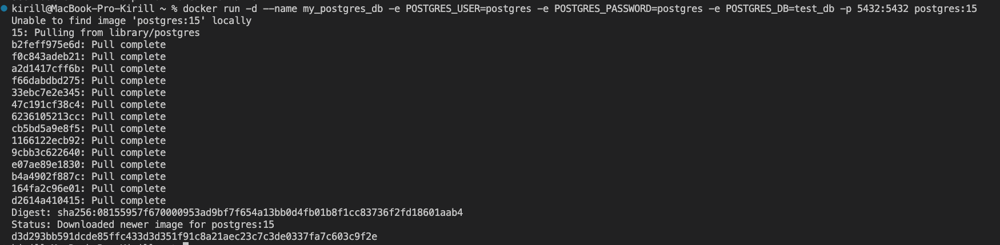 kirill@MacBook-Pro-Kirill ~ % docker run -d --name my_postgres_db -e POSTGRES_USER=postgres -e POSTGRES_PASSWORD=postgres -e POSTGRES_DB=test_db -p 5432:5432 postgres:15
Unable to find image 'postgres:15' locally
15: Pulling from library/postgres
b2feff975e6d: Pull complete
f0c843adeb21: Pull complete
a2d1417cff6b: Pull complete
f66dabdbd275: Pull complete
33ebc7e2e345: Pull complete
47c191cf38c4: Pull complete
6236105213cc: Pull complete
cb5bd5a9e8f5: Pull complete
1166122ecb92: Pull complete
9cbb3c622640: Pull complete
e07ae89e1830: Pull complete
b4a4902f887c: Pull complete
164fa2c96e01: Pull complete
d2614a410415: Pull complete
Digest: sha256:08155957f670000953ad9bf7f654a13bb0d4fb01b8f1cc83736f2fd18601aab4
Status: Downloaded newer image for postgres:15
d3d293bb591dcde85ffc433d3d351f91c8a21aec23c7c3de0337fa7c603c9f2e